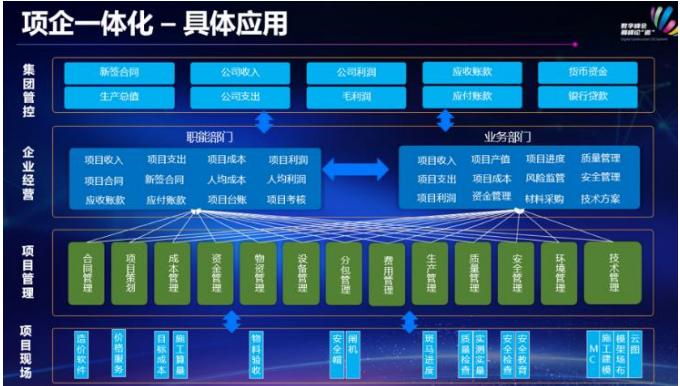 项企一体化 – 具体应用
数字峰会
集团管控
新签合同 公司收入 公司利润 应收账款 货币资金
生产总值 公司支出 毛利润 应付账款 银行贷款
企业经营
职能部门
项目收入 项目支出 项目成本 项目利润
项目合同 新签合同 人均成本 人均利润
应收账款 应付账款 项目台账 项目考核
业务部门
项目收入 项目产值 项目进度 质量管理
项目支出 项目成本 风险监管 安全管理
项目利润 资金管理 材料采购 技术方案
项目管理
合同管理
项目策划
成本管理
资金管理
物资管理
设备管理
分包管理
费用管理
生产管理
质量管理
安全管理
环境管理
技术管理
项目现场
造价软件
价格服务
目标成本
施工算量
物料验收
安全帽
闸机
斑马进度
质量检查
实测实量
安全检查
安全教育
MC
施工建模
模架场布
云图